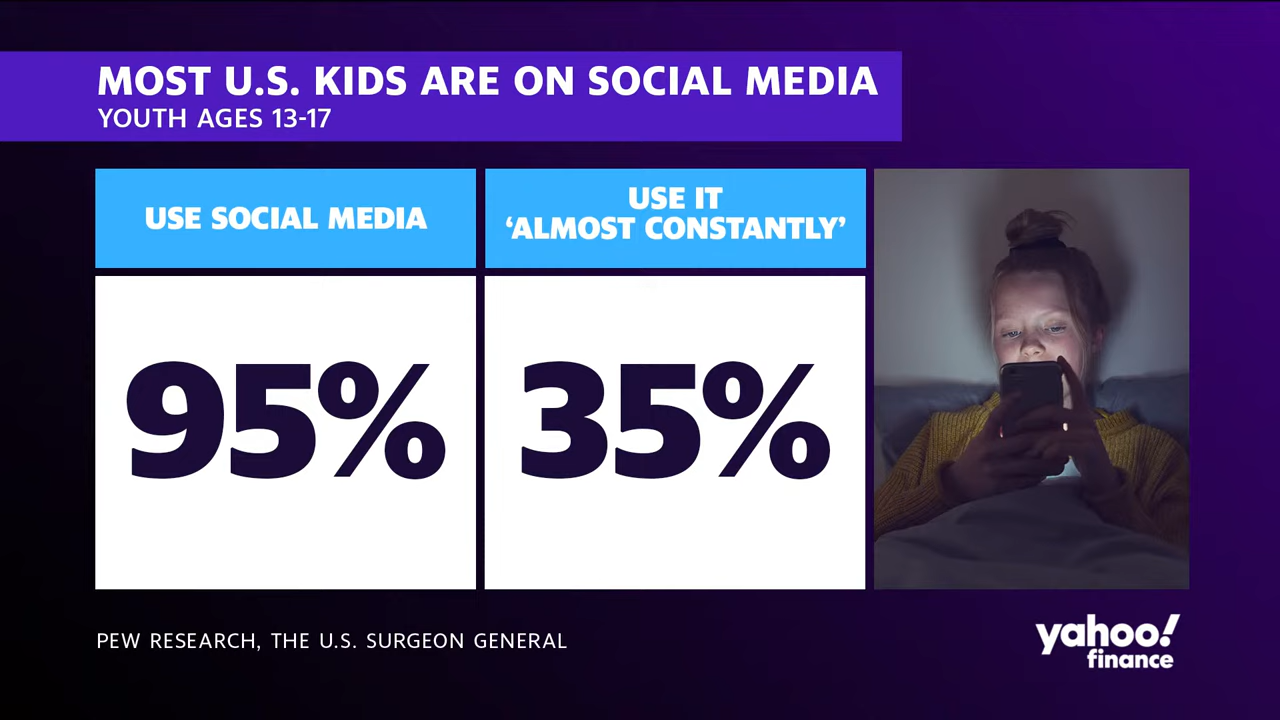 MOST U.S. KIDS ARE ON SOCIAL MEDIA
YOUTH AGES 13-17
USE SOCIAL MEDIA
USE IT
‘ALMOST CONSTANTLY’
95%
35%
PEW RESEARCH, THE U.S. SURGEON GENERAL
yahoo!
finance